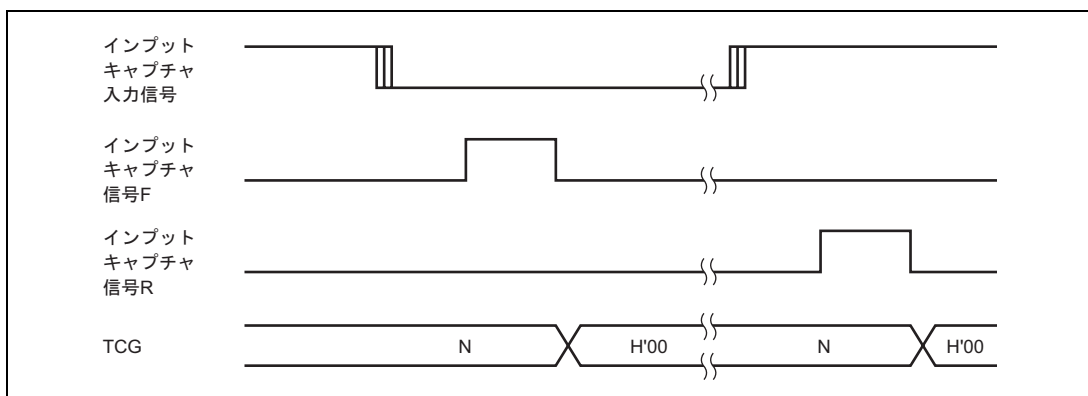 インプット
キャプチャ
入力信号
インプット
キャプチャ
信号F
インプット
キャプチャ
信号R
TCG
N
H'00
N
H'00